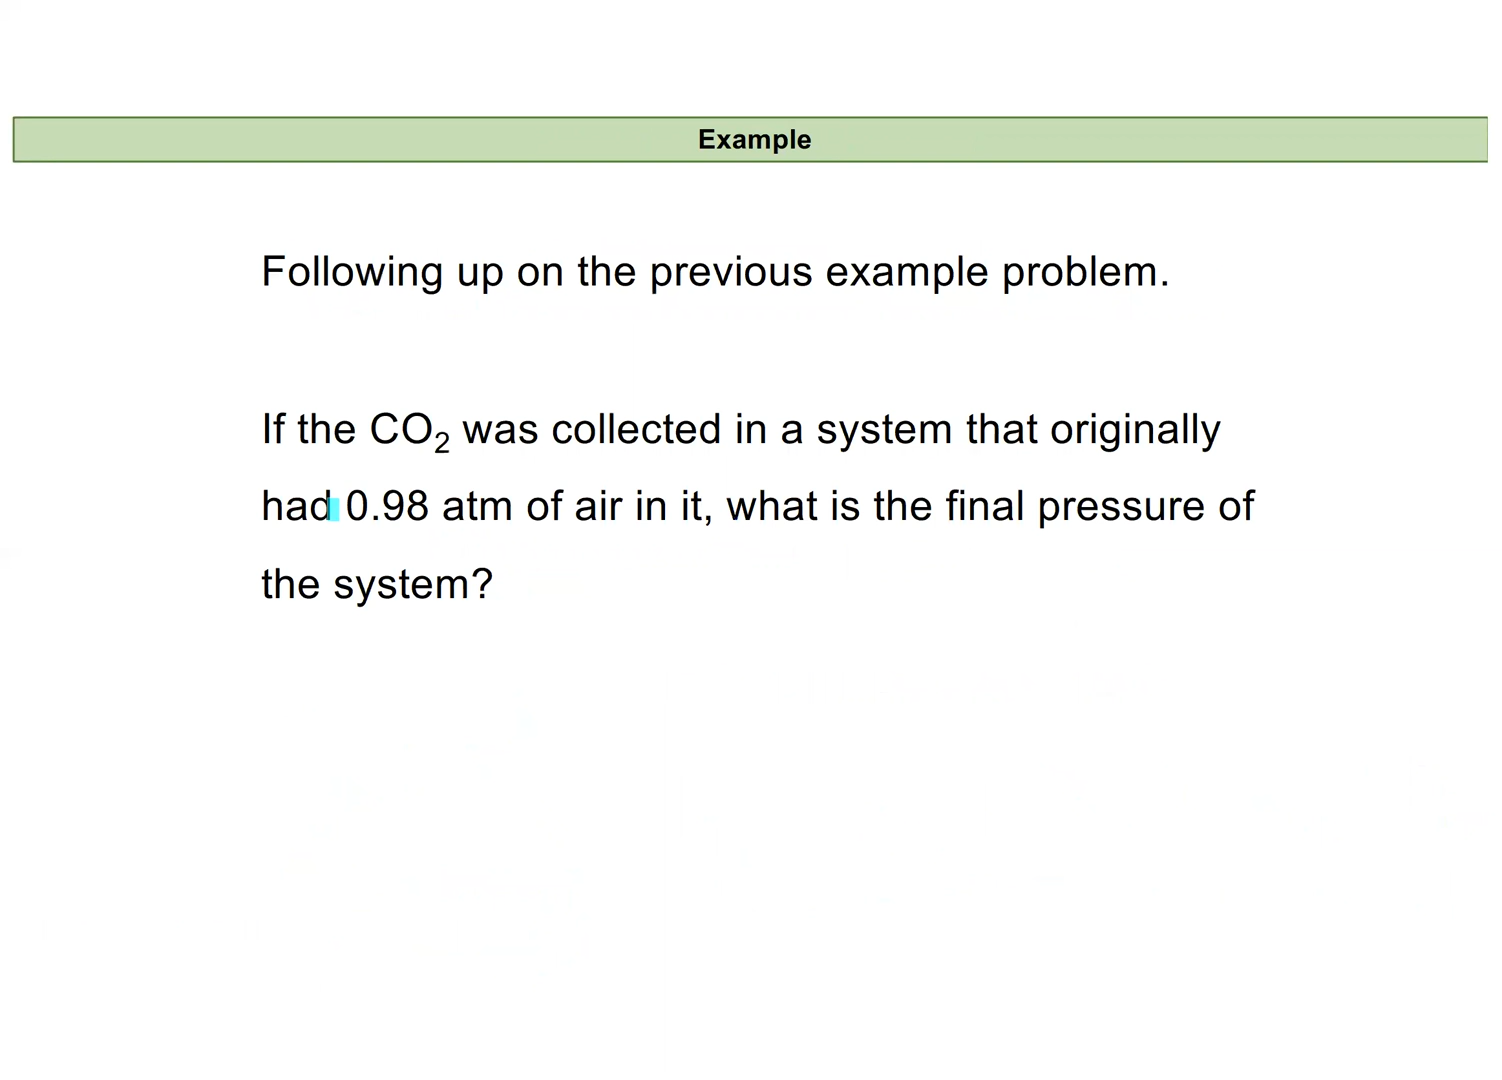 Example
Following up on the previous example problem.
If the CO₂ was collected in a system that originally
had 0.98 atm of air in it, what is the final pressure of
the system?